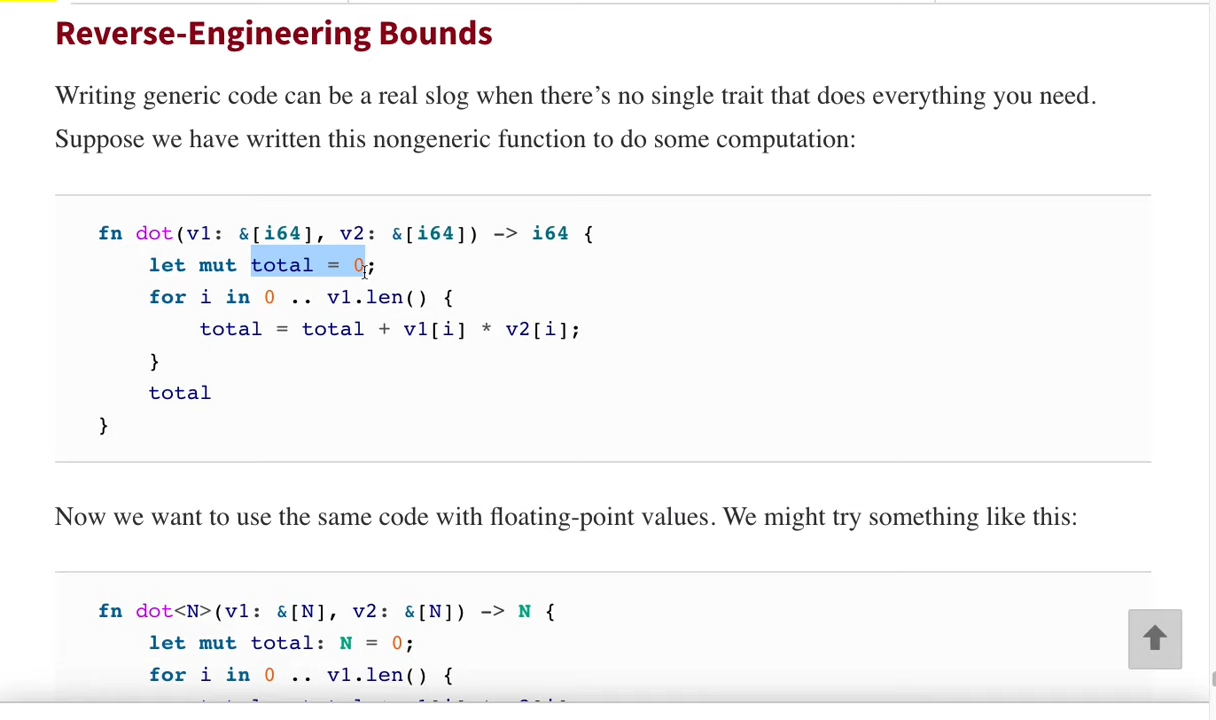 Reverse-Engineering Bounds
Writing generic code can be a real slog when there’s no single trait that does everything you need.
Suppose we have written this nongeneric function to do some computation:
fn dot(v1: &[i64], v2: &[i64]) -> i64 {
    let mut total = 0;
    for i in 0 .. v1.len() {
        total = total + v1[i] * v2[i];
    }
    total
}
Now we want to use the same code with floating-point values. We might try something like this:
fn dot<N>(v1: &[N], v2: &[N]) -> N {
    let mut total: N = 0;
    for i in 0 .. v1.len() {